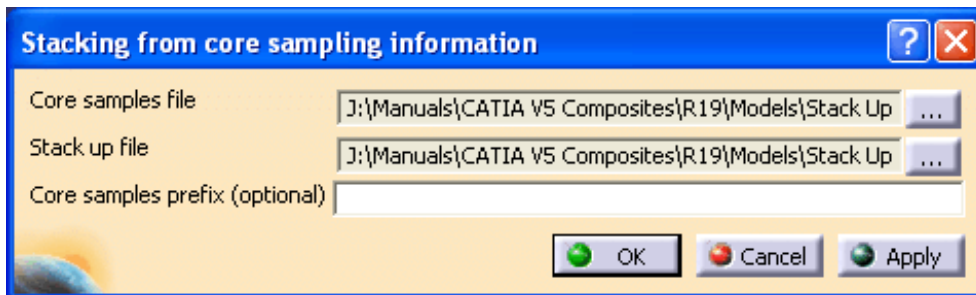 Stacking from core sampling information
Core samples file J:\Manuals\CATIA V5 Composites\R19\Models\Stack Up ...
Stack up file J:\Manuals\CATIA V5 Composites\R19\Models\Stack Up ...
Core samples prefix (optional)
OK Cancel Apply